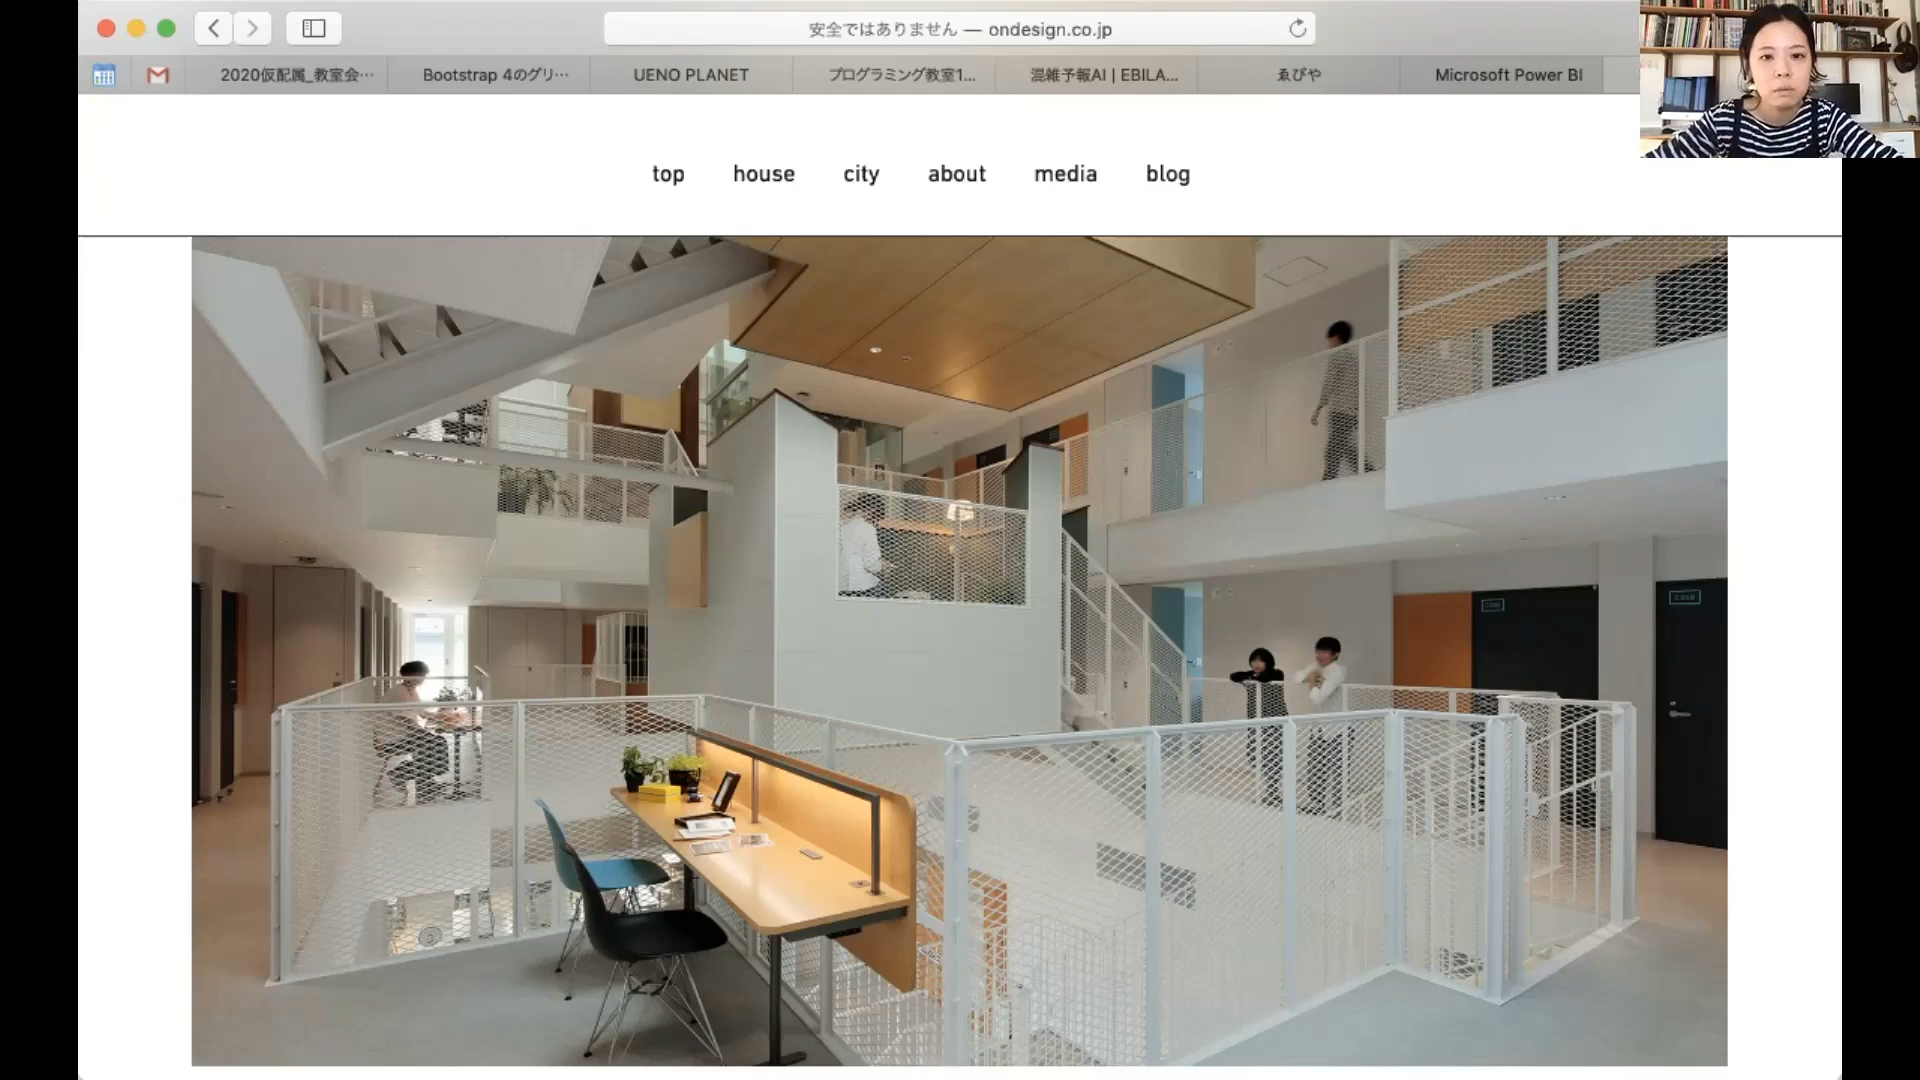 安全ではありません — ondesign.co.jp
2020仮配属_教室会…
Bootstrap 4のグリ…
UENO PLANET
プログラミング教室1...
混雑予報AI | EBILA...
ゑびや
Microsoft Power BI
top house city about media blog